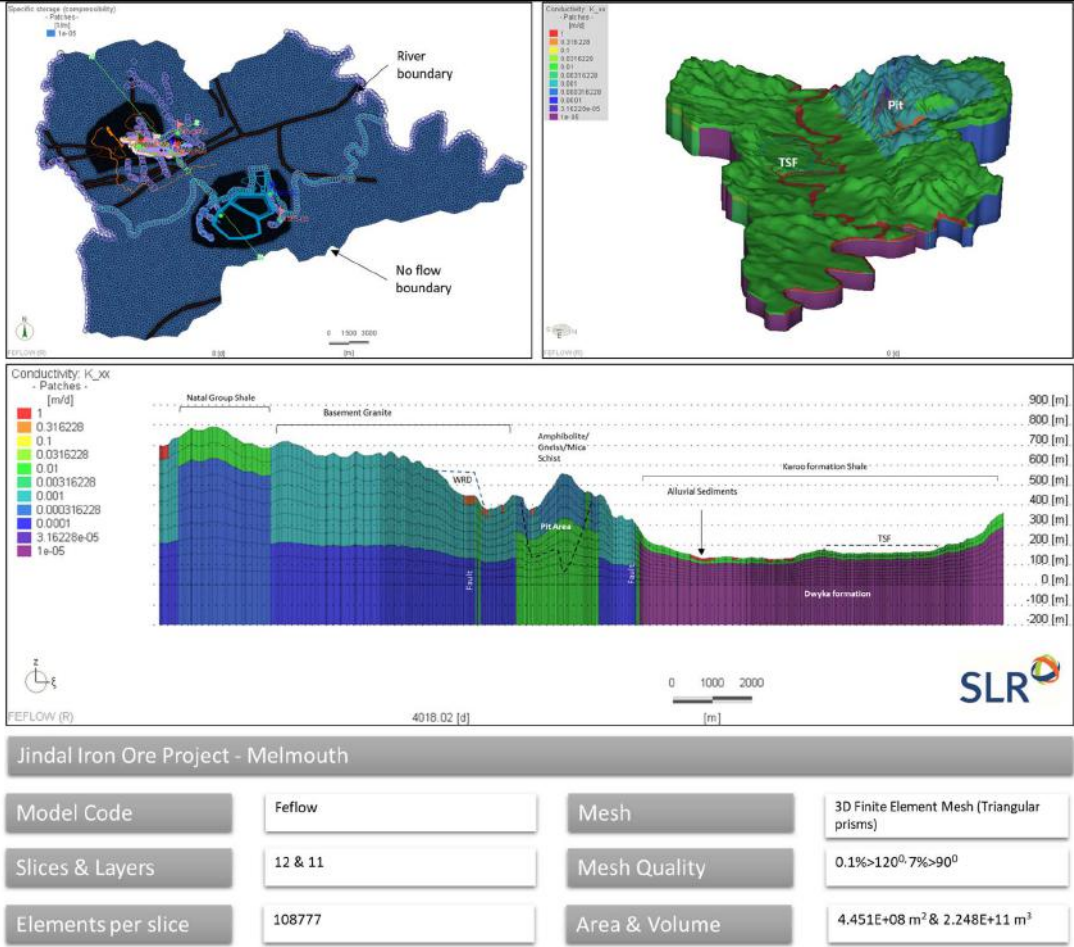 Specific storage (compressibility)
- Patches -
[1/m]
1e-05
River
boundary
No flow
boundary
N
0 1500 3000
[m]
FEFLOW (R)
0 [d]
Conductivity: K_xx
- Patches -
[m/d]
1
0.316228
0.1
0.0316228
0.01
0.00316228
0.001
0.000316228
0.0001
3.16228e-05
1e-05
Pit
TSF
FEFLOW (R)
0 [d]
Conductivity: K_xx
- Patches -
[m/d]
1
0.316228
0.1
0.0316228
0.01
0.00316228
0.001
0.000316228
0.0001
3.16228e-05
1e-05
Natal Group Shale
Basement Granite
Amphibolite/
Gneiss/Mica
Schist
Karoo formation Shale
Alluvial Sediments
WRD
Pit Area
TSF
Fault
Fault
Dwyka formation
900 [m]
800 [m]
700 [m]
600 [m]
500 [m]
400 [m]
300 [m]
200 [m]
100 [m]
0 [m]
-100 [m]
-200 [m]
z
ξ
0 1000 2000
[m]
SLR
FEFLOW (R)
4018.02 [d]
Jindal Iron Ore Project - Melmouth
Model Code
Feflow
Mesh
3D Finite Element Mesh (Triangular
prisms)
Slices & Layers
12 & 11
Mesh Quality
0.1%>120⁰, 7%>90⁰
Elements per slice
108777
Area & Volume
4.451E+08 m² & 2.248E+11 m³